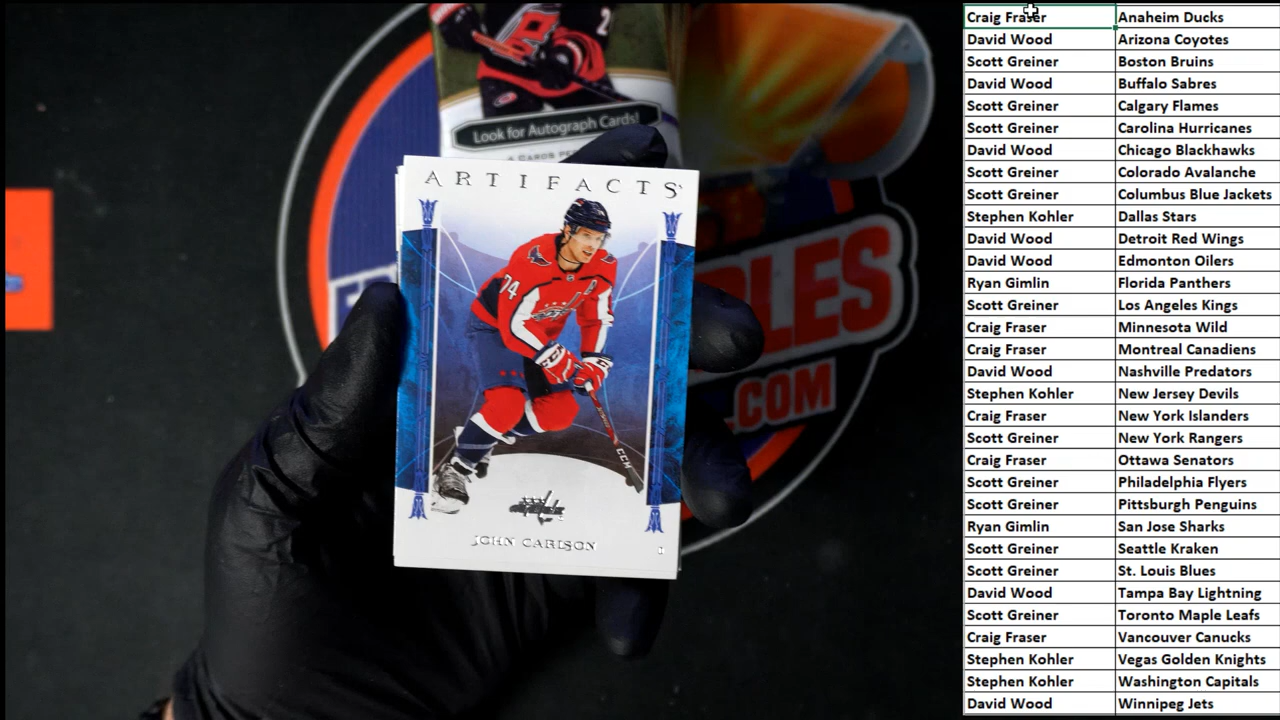 2
Look for Autograph Cards!
ARTIFACTS
74
CCM
JOHN CARLSON
LES
.COM
Craig Fraser Anaheim Ducks
David Wood Arizona Coyotes
Scott Greiner Boston Bruins
David Wood Buffalo Sabres
Scott Greiner Calgary Flames
Scott Greiner Carolina Hurricanes
David Wood Chicago Blackhawks
Scott Greiner Colorado Avalanche
Scott Greiner Columbus Blue Jackets
Stephen Kohler Dallas Stars
David Wood Detroit Red Wings
David Wood Edmonton Oilers
Ryan Gimlin Florida Panthers
Scott Greiner Los Angeles Kings
Craig Fraser Minnesota Wild
Craig Fraser Montreal Canadiens
David Wood Nashville Predators
Stephen Kohler New Jersey Devils
Craig Fraser New York Islanders
Scott Greiner New York Rangers
Craig Fraser Ottawa Senators
Scott Greiner Philadelphia Flyers
Scott Greiner Pittsburgh Penguins
Ryan Gimlin San Jose Sharks
Scott Greiner Seattle Kraken
Scott Greiner St. Louis Blues
David Wood Tampa Bay Lightning
Scott Greiner Toronto Maple Leafs
Craig Fraser Vancouver Canucks
Stephen Kohler Vegas Golden Knights
Stephen Kohler Washington Capitals
David Wood Winnipeg Jets